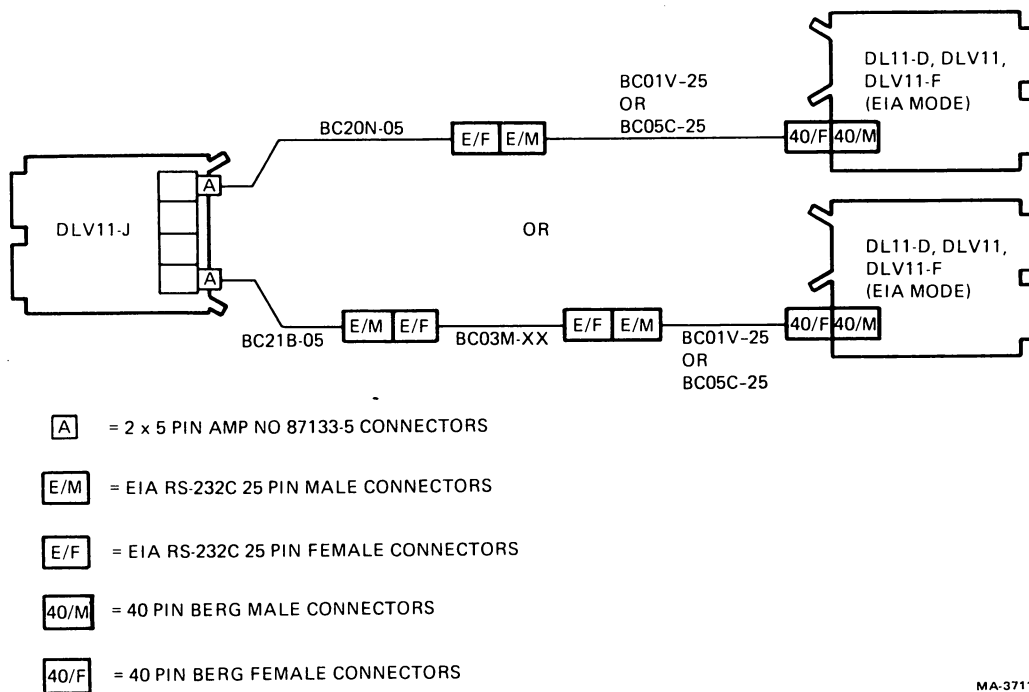 DL11-D, DLV11,
DLV11-F
(EIA MODE)
BC01V-25
OR
BC05C-25
BC20N-05
E/F E/M
40/F 40/M
A
DLV11-J
OR
A
DL11-D, DLV11,
DLV11-F
(EIA MODE)
E/M E/F
E/F E/M
40/F 40/M
BC21B-05
BC03M-XX
BC01V-25
OR
BC05C-25
A = 2 x 5 PIN AMP NO 87133-5 CONNECTORS
E/M = EIA RS-232C 25 PIN MALE CONNECTORS
E/F = EIA RS-232C 25 PIN FEMALE CONNECTORS
40/M = 40 PIN BERG MALE CONNECTORS
40/F = 40 PIN BERG FEMALE CONNECTORS